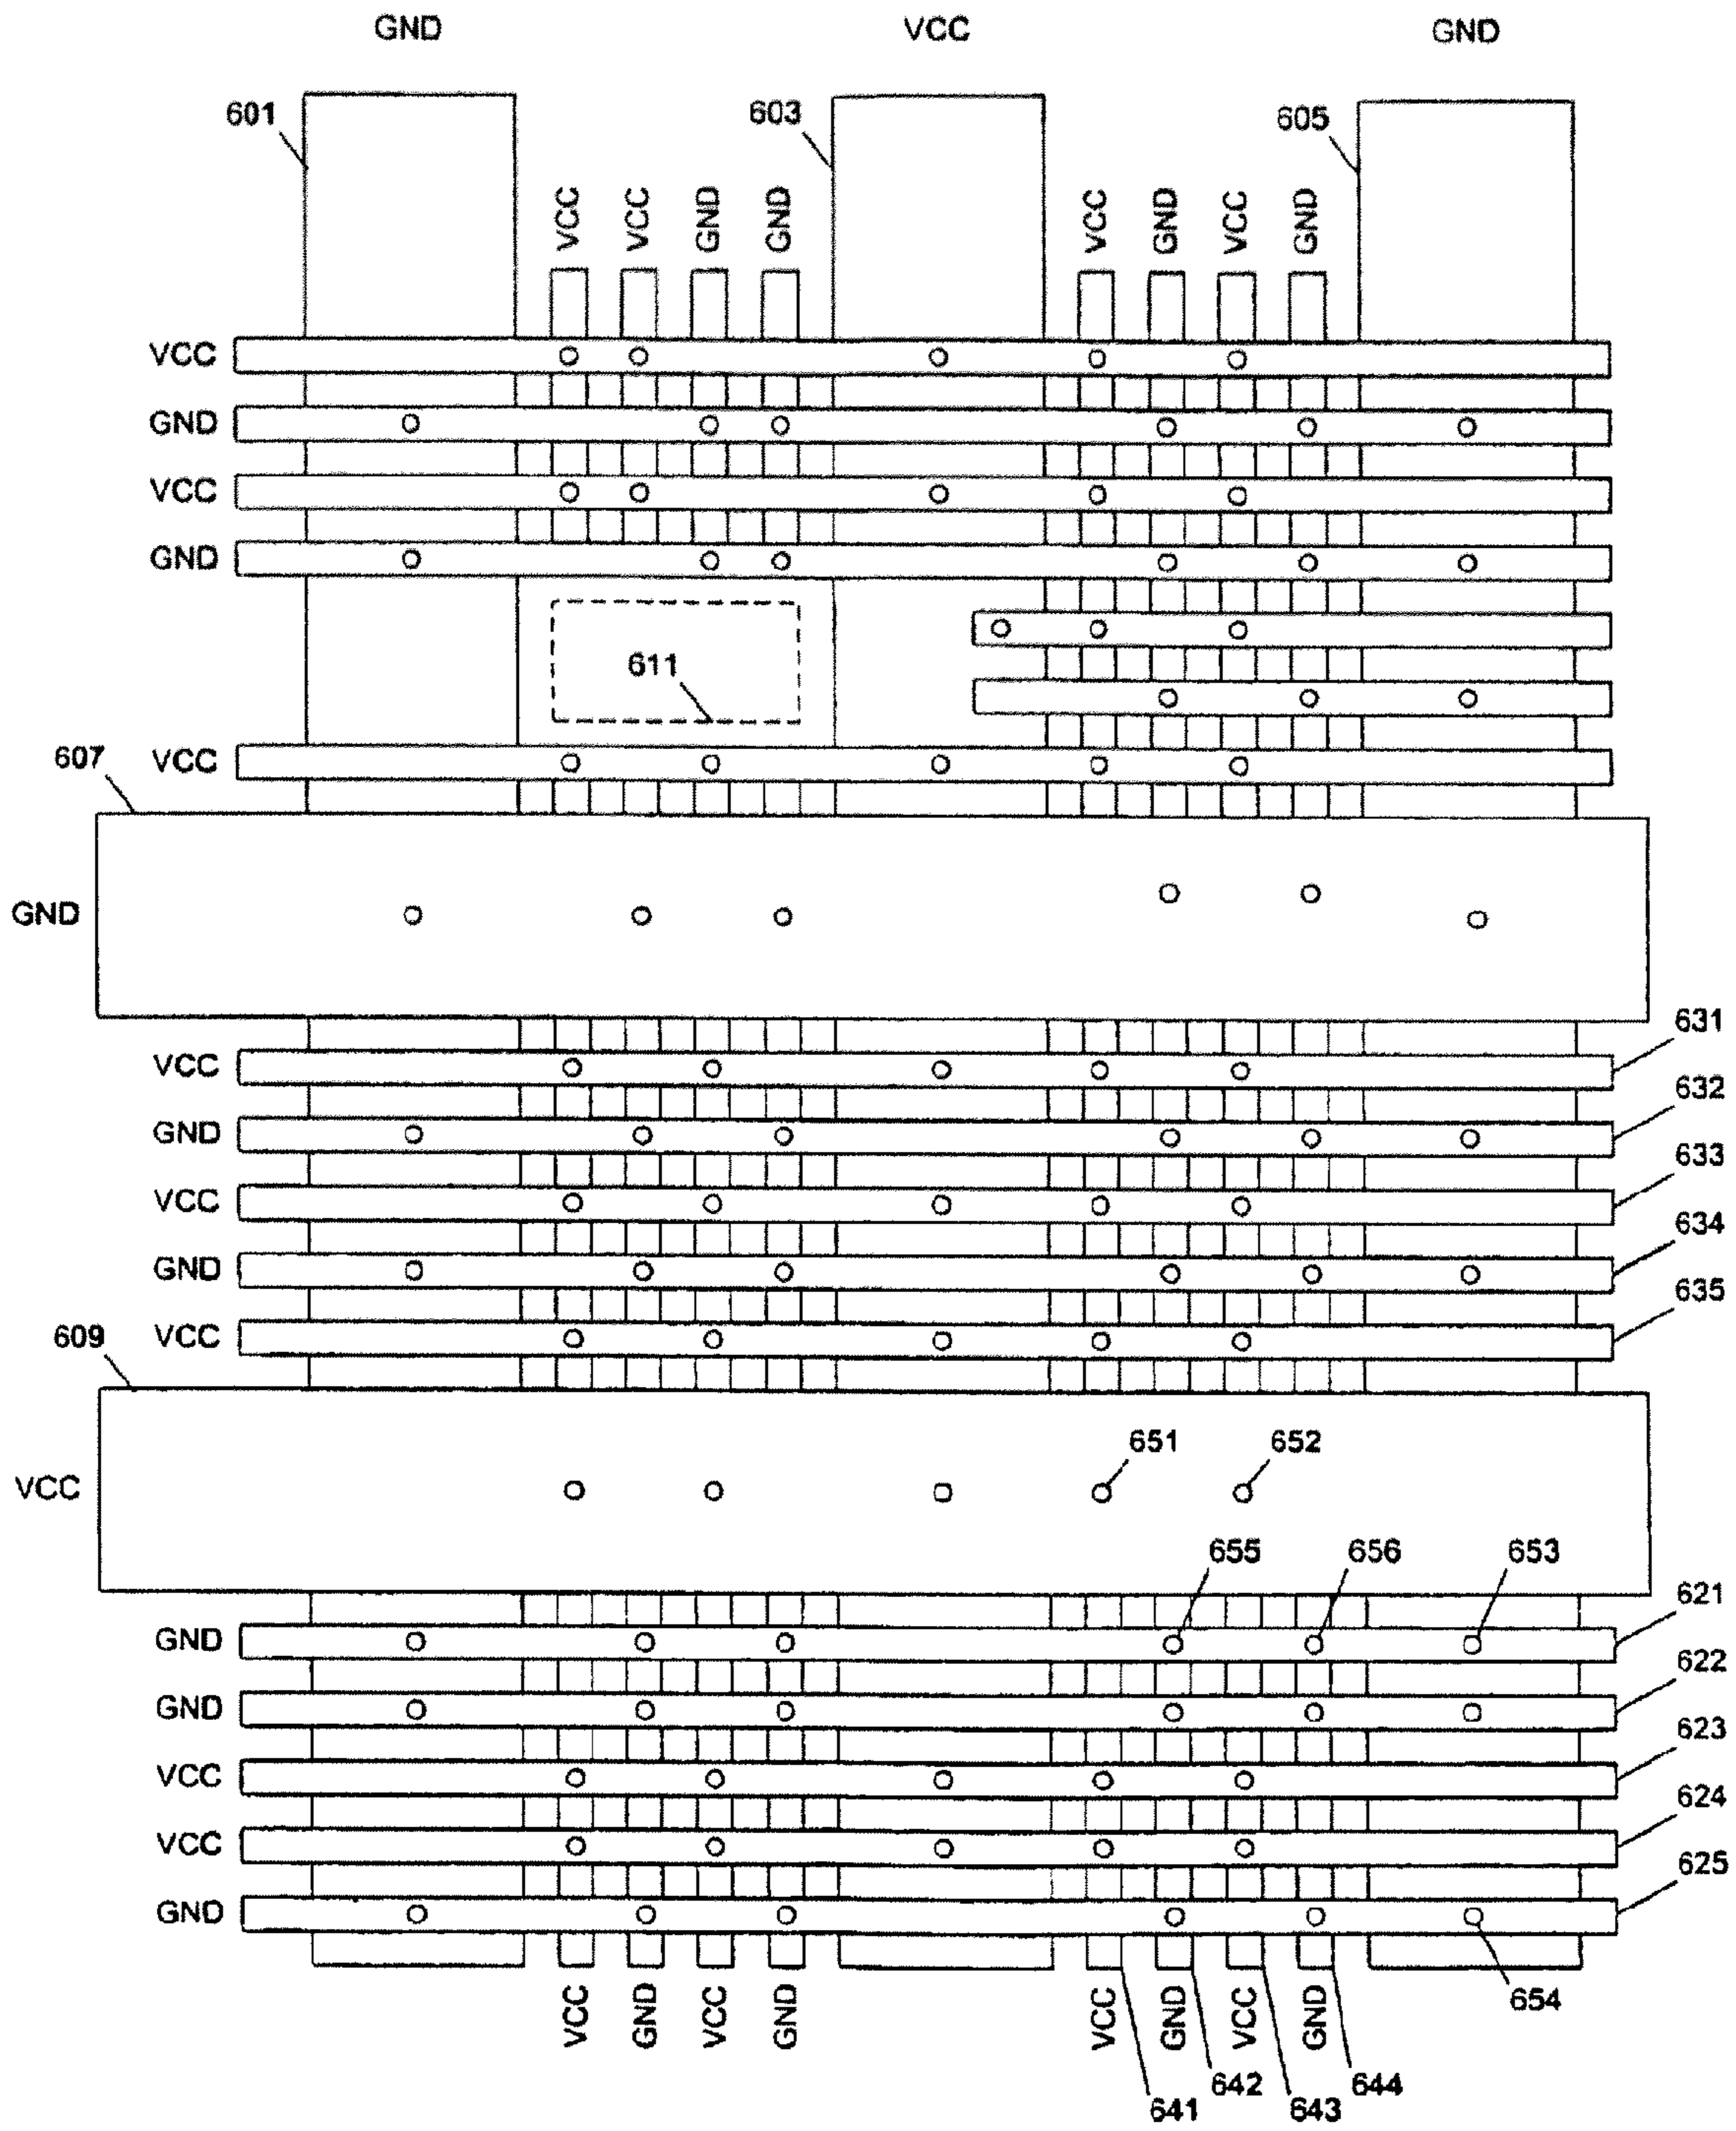 GND VCC GND
601 603 605
VCC VCC GND GND VCC GND VCC GND
VCC
GND
VCC
GND
611
607 VCC
GND
631
VCC
632
GND
633
VCC
634
GND
635
609 VCC
651 652
VCC
655 656 653
621
GND
622
GND
623
VCC
624
VCC
625
GND
654
VCC GND VCC GND VCC GND VCC GND
641 642 643 644